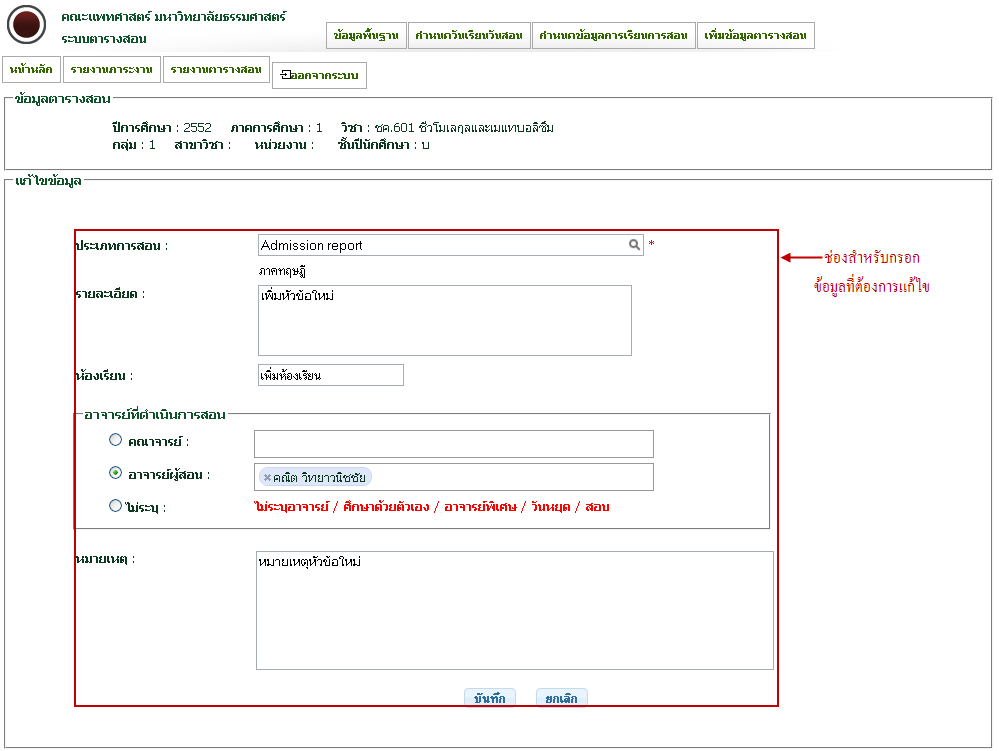 คณะแพทศาสตร์ มหาวิทยาลัยธรรมศาสตร์
ระบบตารางสอน
ข้อมูลพื้นฐาน กำหนดวันเรียนวันสอน กำหนดข้อมูลการเรียนการสอน เพิ่มข้อมูลตารางสอน
หน้าหลัก รายงานภาระงาน รายงานตารางสอน ออกจากระบบ
ข้อมูลตารางสอน
ปีการศึกษา : 2552 ภาคการศึกษา : 1 วิชา : ชค.601 ชีวโมเลกุลและเมแทบอลิซึม
กลุ่ม : 1 สาขาวิชา : หน่วยงาน : ชั้นปีนักศึกษา : บ
แก้ไขข้อมูล
ประเภทการสอน : Admission report *
ช่องสำหรับกรอก
ข้อมูลที่ต้องการแก้ไข
ภาคทฤษฎี
รายละเอียด : เพิ่มหัวข้อใหม่
ห้องเรียน : เพิ่มห้องเรียน
อาจารย์ที่ดำเนินการสอน
คณาจารย์ :
อาจารย์ผู้สอน : คณิต วิทยาวนิชชัย
ไม่ระบุ : ไม่ระบุอาจารย์ / ศึกษาด้วยตัวเอง / อาจารย์พิเศษ / วันหยุด / สอบ
หมายเหตุ : หมายเหตุหัวข้อใหม่
บันทึก ยกเลิก